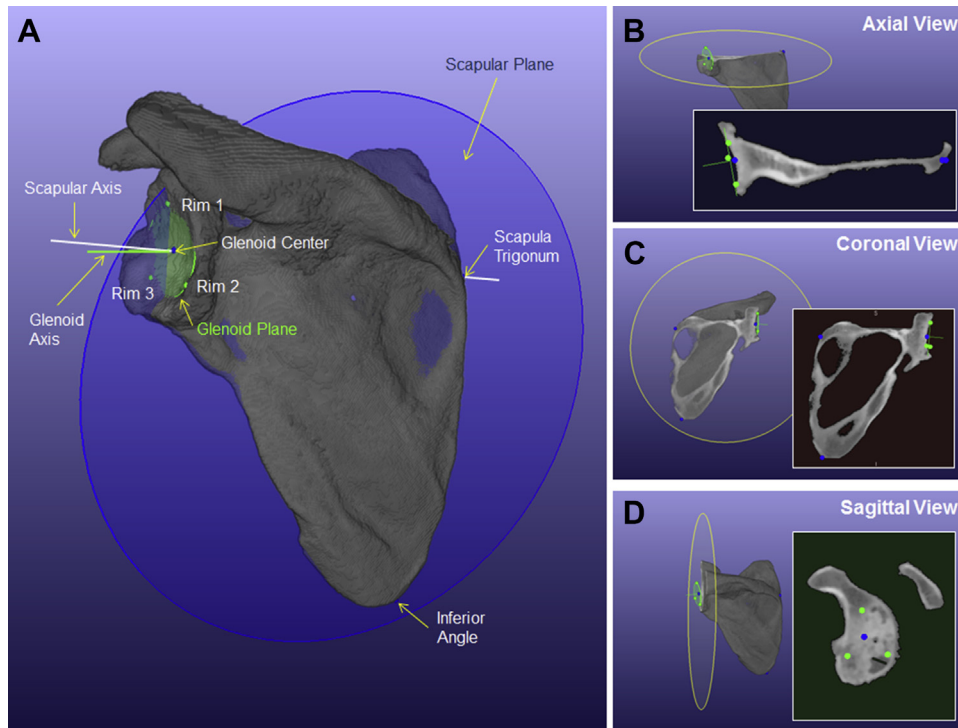 A
Scapular Plane
Scapular Axis
Rim 1
Glenoid Center
Scapula
Trigonum
Rim 3
Rim 2
Glenoid
Axis
Glenoid Plane
Inferior
Angle
B
Axial View
C
Coronal View
S
I
D
Sagittal View